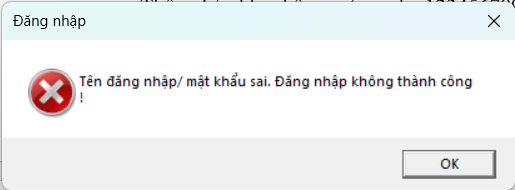 Đăng nhập
Tên đăng nhập/ mật khẩu sai. Đăng nhập không thành công
!
OK